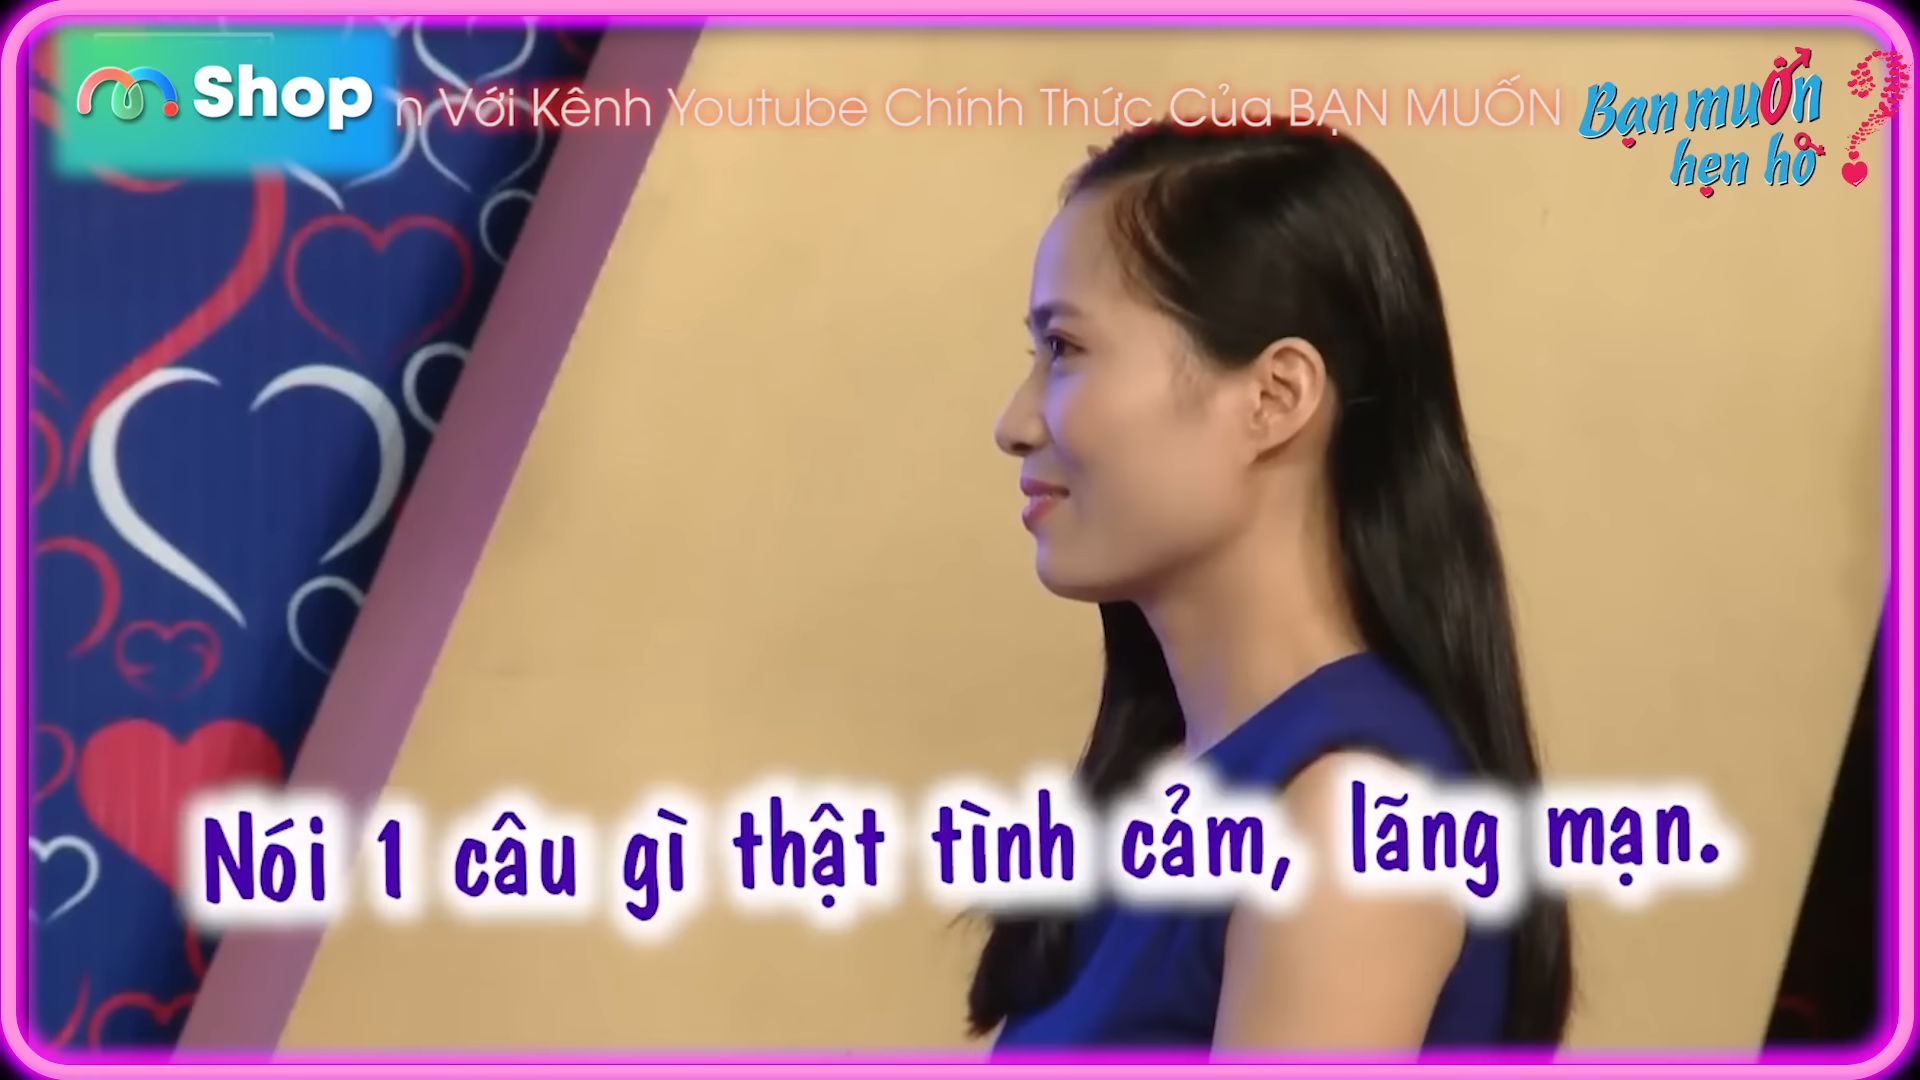 Shop
n Với Kênh Youtube Chính Thức Của BẠN MUỐN
Bạn muốn
hẹn hò
Nói 1 câu gì thật tình cảm, lãng mạn.